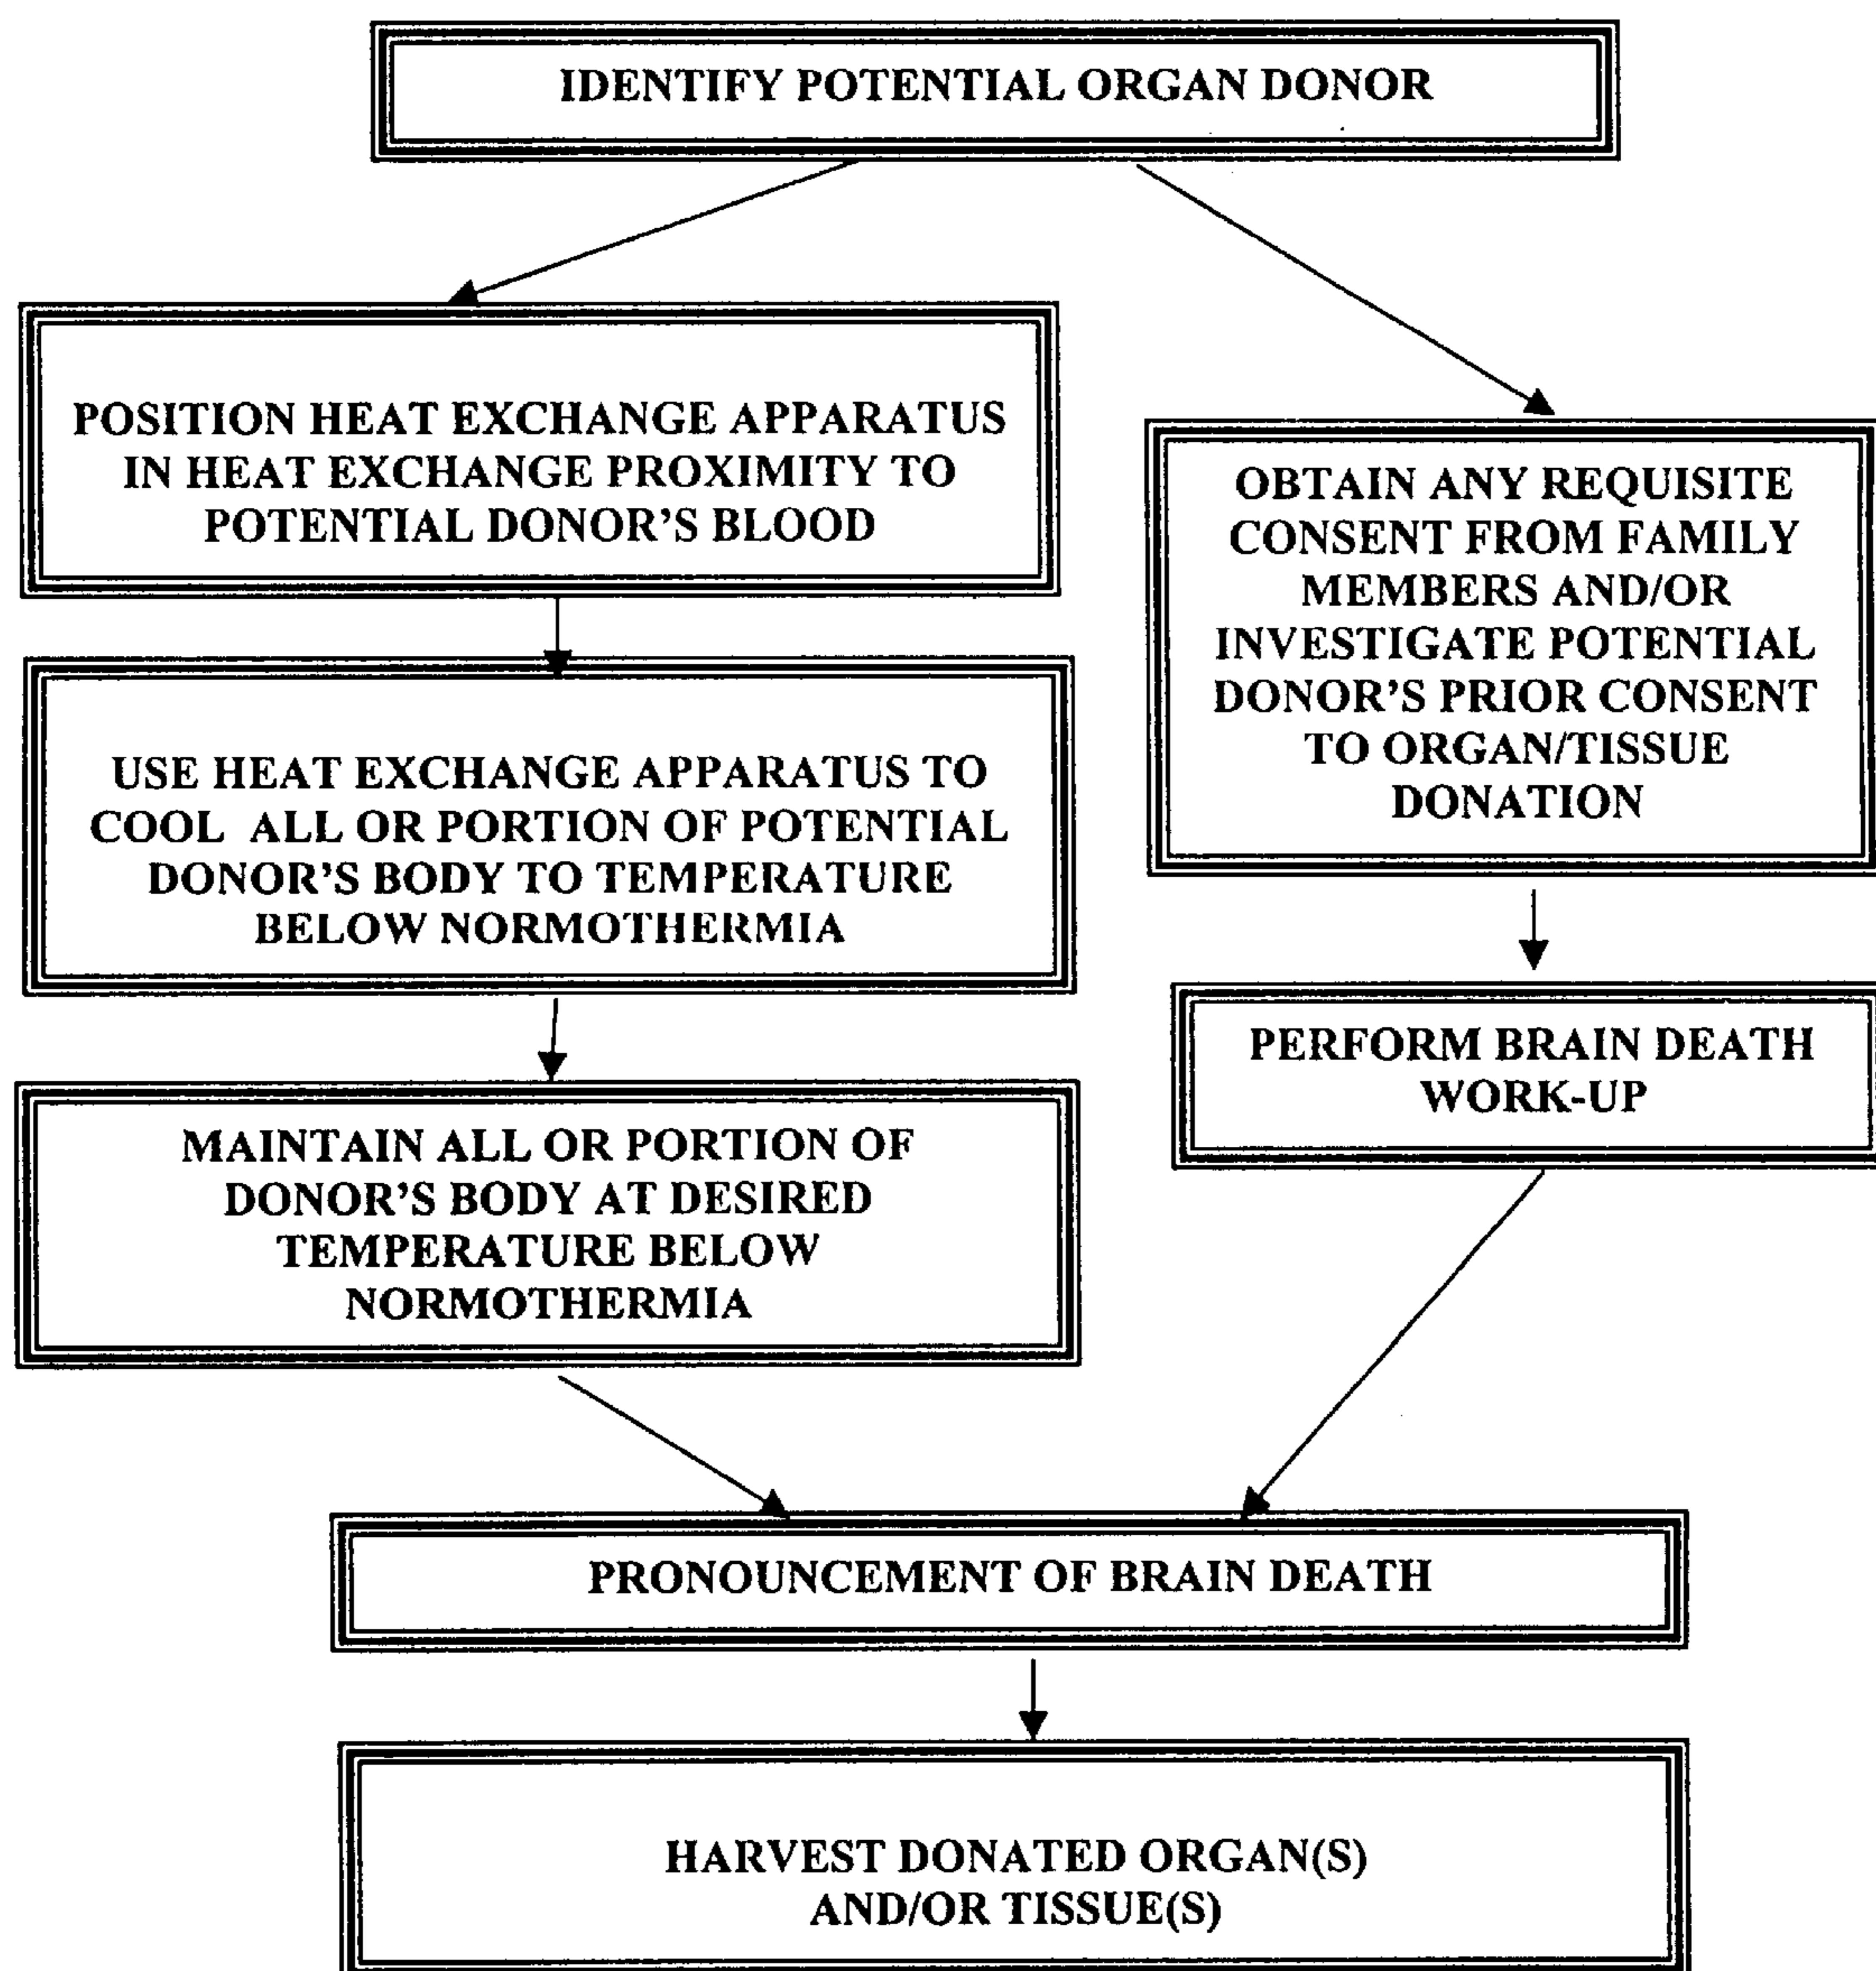 IDENTIFY POTENTIAL ORGAN DONOR
POSITION HEAT EXCHANGE APPARATUS
IN HEAT EXCHANGE PROXIMITY TO
POTENTIAL DONOR'S BLOOD
OBTAIN ANY REQUISITE
CONSENT FROM FAMILY
MEMBERS AND/OR
INVESTIGATE POTENTIAL
DONOR'S PRIOR CONSENT
TO ORGAN/TISSUE
DONATION
USE HEAT EXCHANGE APPARATUS TO
COOL ALL OR PORTION OF POTENTIAL
DONOR'S BODY TO TEMPERATURE
BELOW NORMOTHERMIA
PERFORM BRAIN DEATH
WORK-UP
MAINTAIN ALL OR PORTION OF
DONOR'S BODY AT DESIRED
TEMPERATURE BELOW
NORMOTHERMIA
PRONOUNCEMENT OF BRAIN DEATH
HARVEST DONATED ORGAN(S)
AND/OR TISSUE(S)